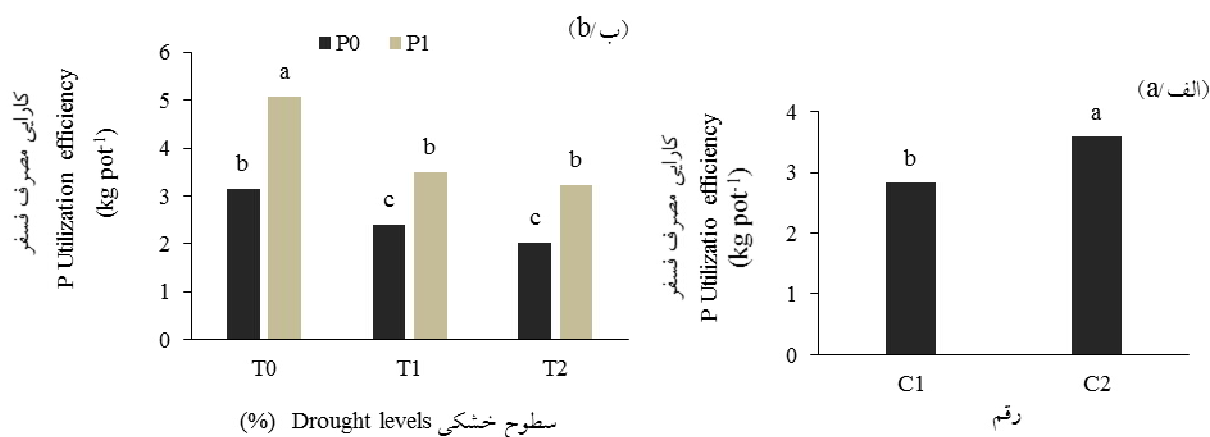 (ب/b)
P0 P1
کارایی مصرف فسفر
P Utilization efficiency
(kg pot⁻¹)
6
5
4
3
2
1
0
b a
c b
c b
T0 T1 T2
(%) Drought levels سطوح خشکی
(الف/a)
کارایی مصرف فسفر
P Utilizatio efficiency
(kg pot⁻¹)
4
3
2
1
0
b a
C1 C2
رقم